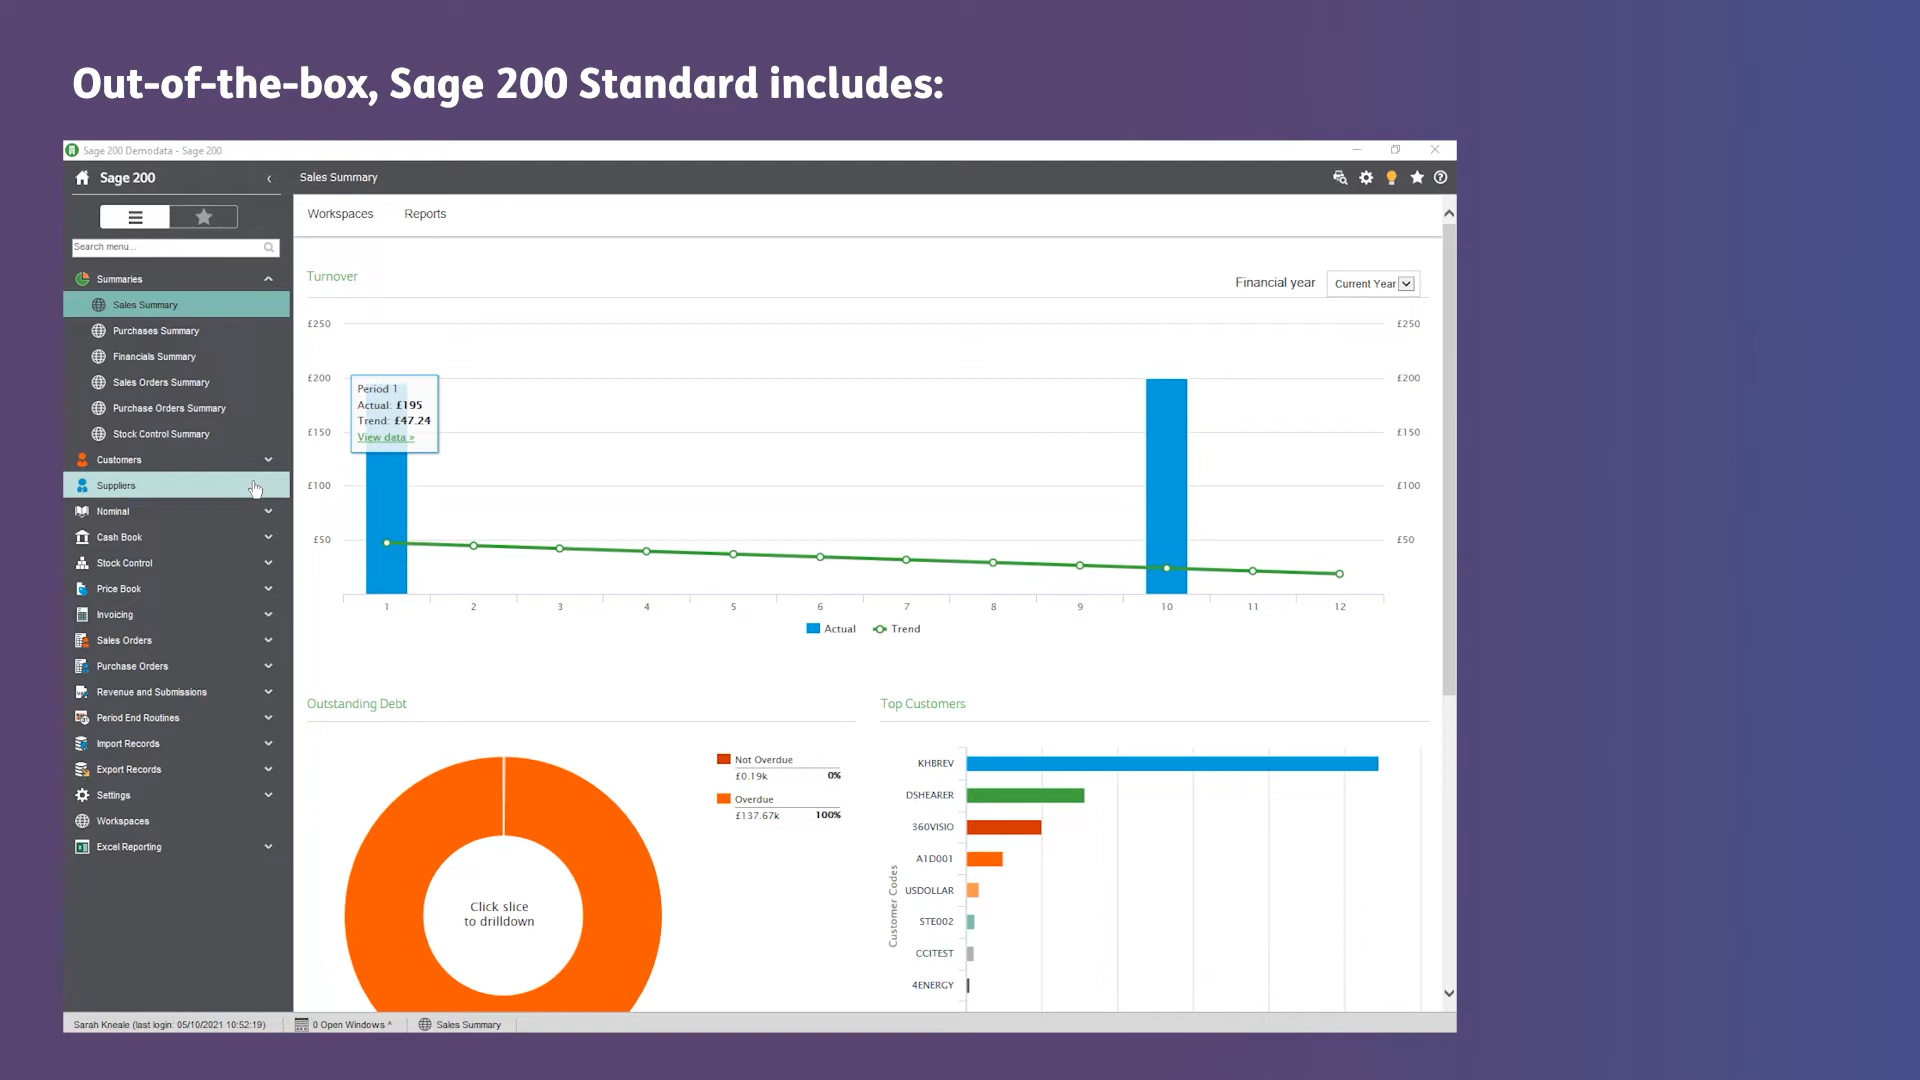 Out-of-the-box, Sage 200 Standard includes:
Sage 200 Demodata - Sage 200
Sage 200
Sales Summary
Workspaces Reports
Search menu...
Summaries
Sales Summary
Purchases Summary
Financials Summary
Sales Orders Summary
Purchase Orders Summary
Stock Control Summary
Customers
Suppliers
Nominal
Cash Book
Stock Control
Price Book
Invoicing
Sales Orders
Purchase Orders
Revenue and Submissions
Period End Routines
Import Records
Export Records
Settings
Workspaces
Excel Reporting
Turnover
Financial year Current Year
£250 £250
£200 £200
£150 £150
£100 £100
£50 £50
Period 1
Actual: £195
Trend: £47.24
View data »
1 2 3 4 5 6 7 8 9 10 11 12
Actual Trend
Outstanding Debt
Not Overdue
£0.19k 0%
Overdue
£137.67k 100%
Click slice
to drilldown
Top Customers
Customer Codes
KHBREV
DSHEARER
360VISIO
A1D001
USDOLLAR
STE002
CCITEST
4ENERGY
Sarah Kneale (last login: 05/10/2021 10:52:19) 0 Open Windows ^ Sales Summary